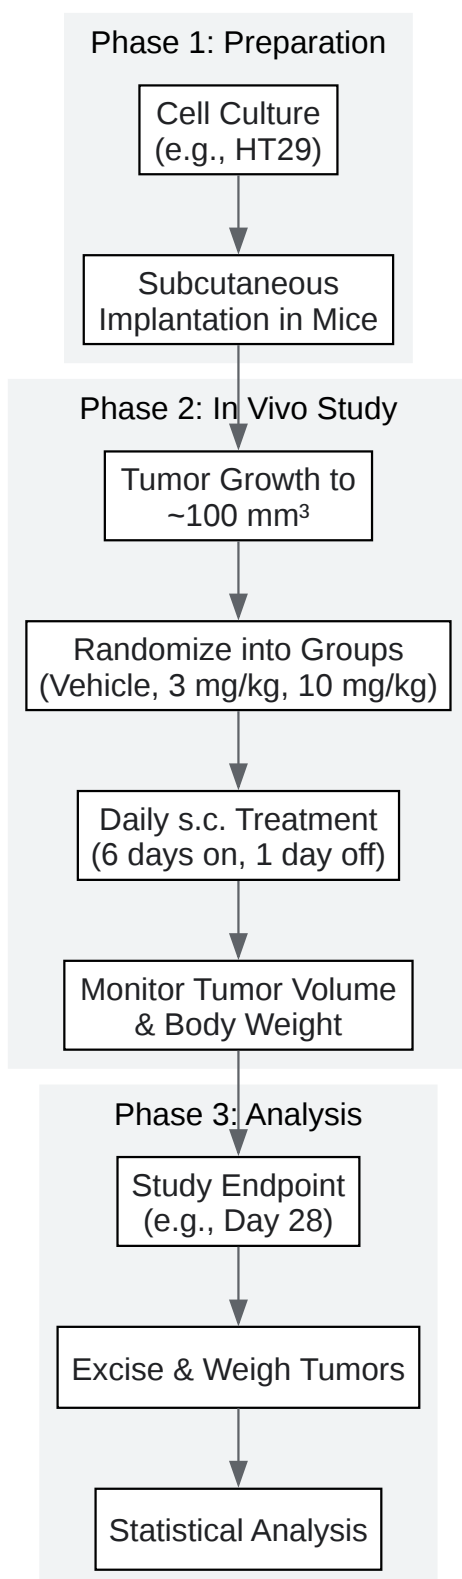 Phase 1: Preparation
Cell Culture
(e.g., HT29)
Subcutaneous
Implantation in Mice
Phase 2: In Vivo Study
Tumor Growth to
~100 mm³
Randomize into Groups
(Vehicle, 3 mg/kg, 10 mg/kg)
Daily s.c. Treatment
(6 days on, 1 day off)
Monitor Tumor Volume
& Body Weight
Phase 3: Analysis
Study Endpoint
(e.g., Day 28)
Excise & Weigh Tumors
Statistical Analysis